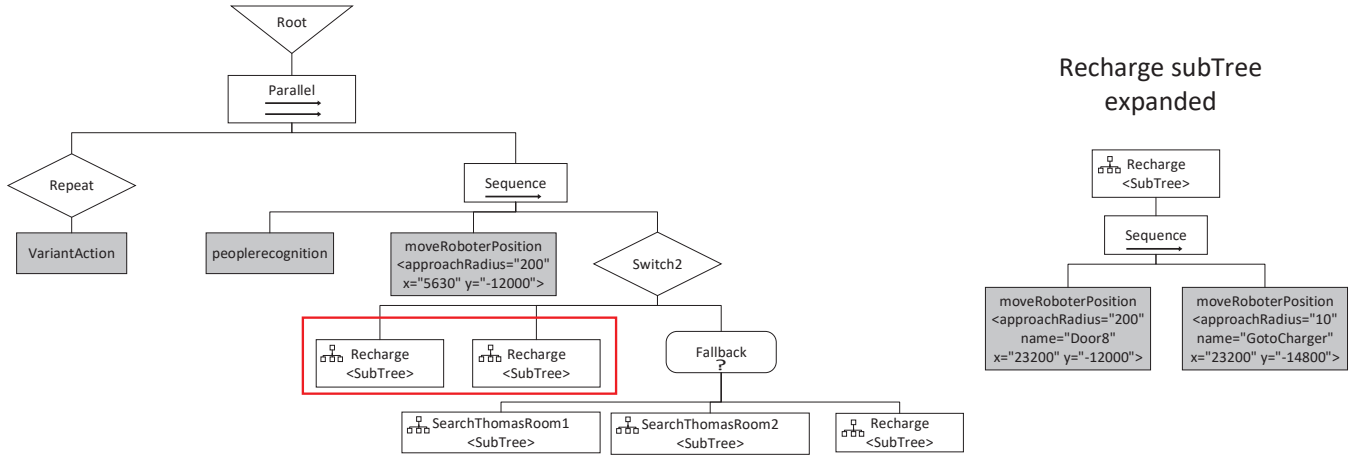 Root
Parallel
Repeat
Sequence
VariantAction
peoplerecognition
moveRoboterPosition
<approachRadius="200"
x="5630" y="-12000">
Switch2
Recharge
<SubTree>
Recharge
<SubTree>
Fallback
?
SearchThomasRoom1
<SubTree>
SearchThomasRoom2
<SubTree>
Recharge
<SubTree>
Recharge subTree
expanded
Recharge
<SubTree>
Sequence
moveRoboterPosition
<approachRadius="200"
name="Door8"
x="23200" y="-12000">
moveRoboterPosition
<approachRadius="10"
name="GotoCharger"
x="23200" y="-14800">